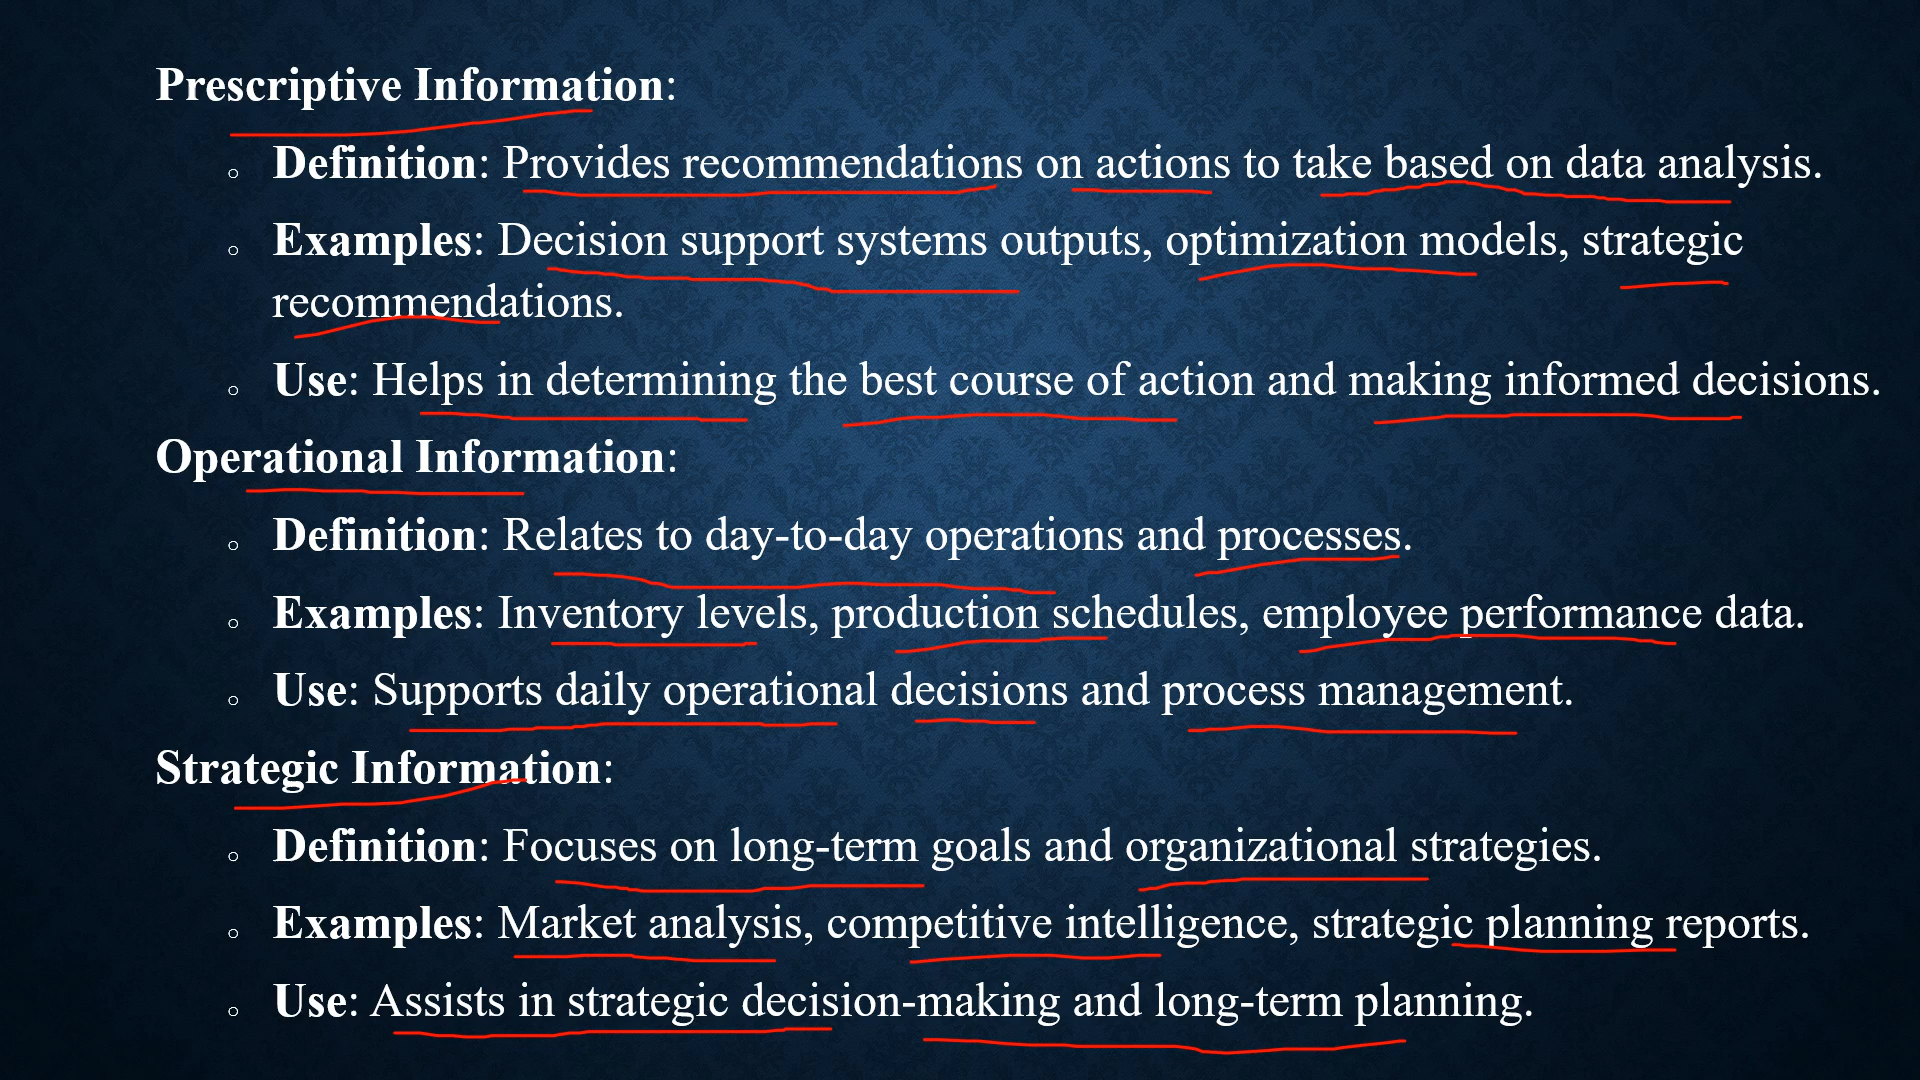 Prescriptive Information:
Definition: Provides recommendations on actions to take based on data analysis.
Examples: Decision support systems outputs, optimization models, strategic
recommendations.
Use: Helps in determining the best course of action and making informed decisions.
Operational Information:
Definition: Relates to day-to-day operations and processes.
Examples: Inventory levels, production schedules, employee performance data.
Use: Supports daily operational decisions and process management.
Strategic Information:
Definition: Focuses on long-term goals and organizational strategies.
Examples: Market analysis, competitive intelligence, strategic planning reports.
Use: Assists in strategic decision-making and long-term planning.